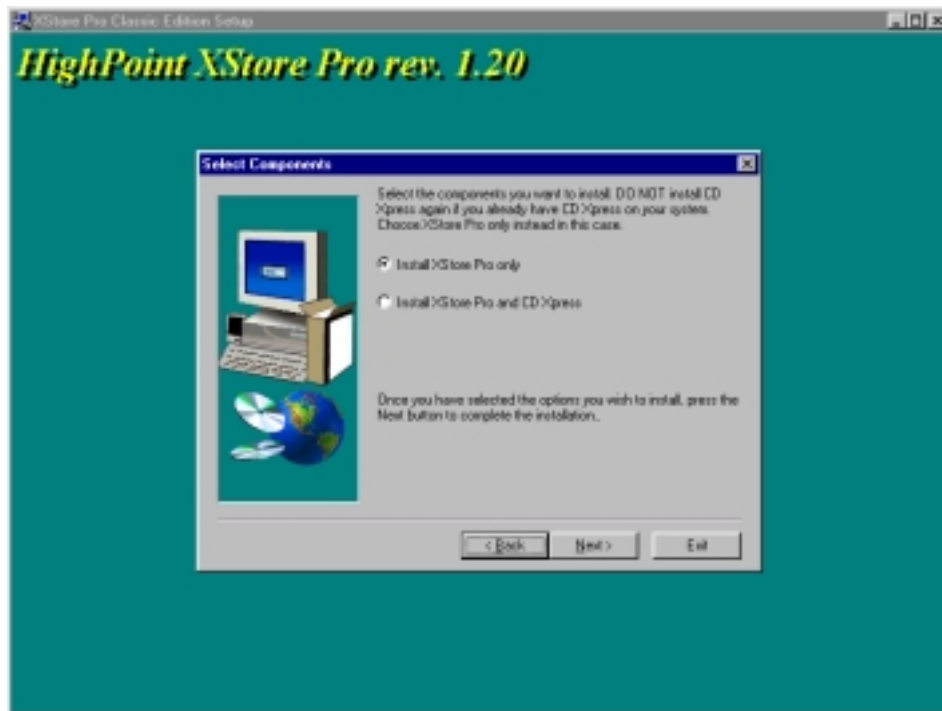 XStore Pro Classic Edition Setup
HighPoint XStore Pro rev. 1.20
Select Components
Select the components you want to install. DO NOT install CD
Xpress again if you already have CD Xpress on your system.
Choose XStore Pro only instead in this case.
Install XStore Pro only
Install XStore Pro and CD Xpress
Once you have selected the options you wish to install, press the
Next button to complete the installation..
< Back
Next >
Exit